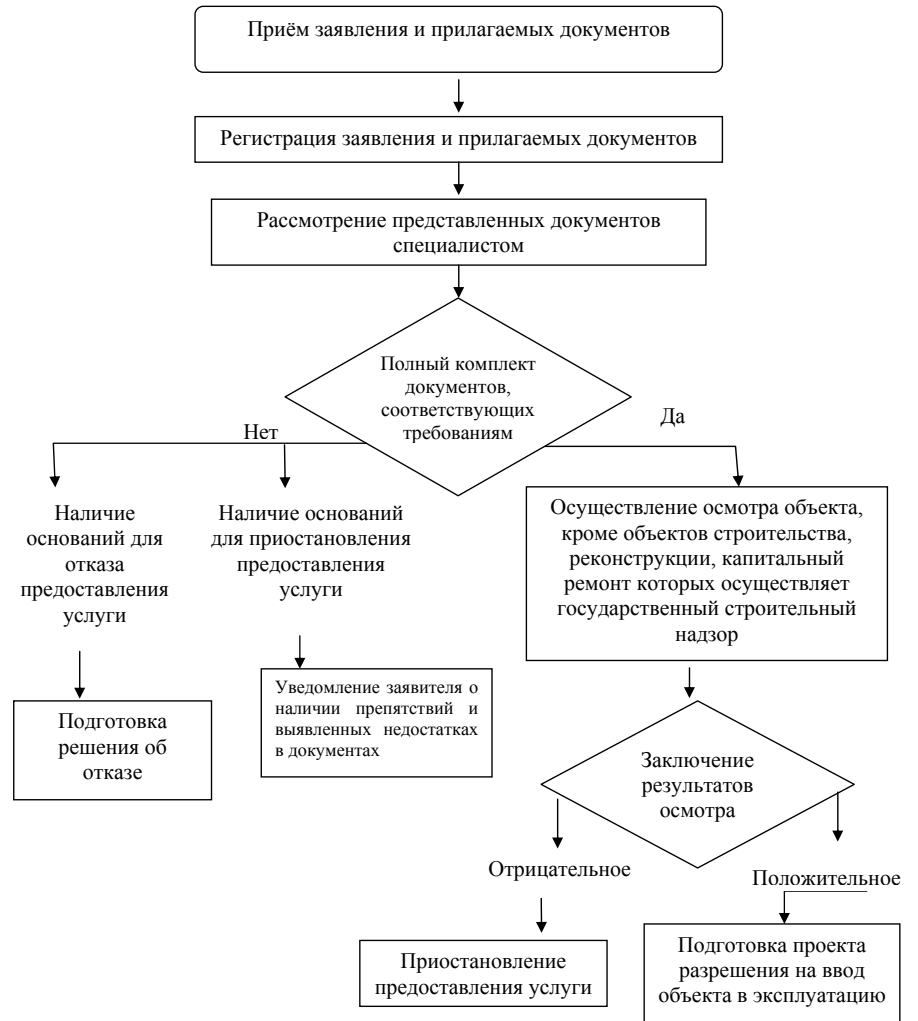 Приём заявления и прилагаемых документов
Регистрация заявления и прилагаемых документов
Рассмотрение представленных документов
специалистом
Полный комплект
документов,
соответствующих
требованиям
Нет
Да
Наличие
оснований для
отказа
предоставления
услуги
Наличие оснований
для приостановления
предоставления
услуги
Осуществление осмотра объекта,
кроме объектов строительства,
реконструкции, капитальный
ремонт которых осуществляет
государственный строительный
надзор
Подготовка
решения об
отказе
Уведомление заявителя о
наличии препятствий и
выявленных недостатках
в документах
Заключение
результатов
осмотра
Отрицательное
Положительное
Приостановление
предоставления услуги
Подготовка проекта
разрешения на ввод
объекта в эксплуатацию